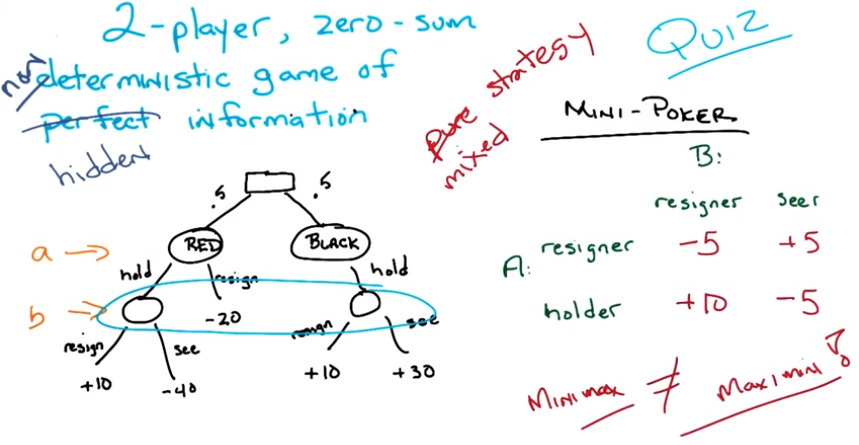 2-player, zero-sum
non
deterministic game of
perfect information
hidden
pure strategy
mixed
QUIZ
MINI-POKER
B:
resigner seer
A:
resigner -5 +5
holder +10 -5
Minimax ≠ Maximin!
.5 .5
a → RED BLACK
hold resign hold
b → -20
resign see resign see
+10 -40 +10 +30